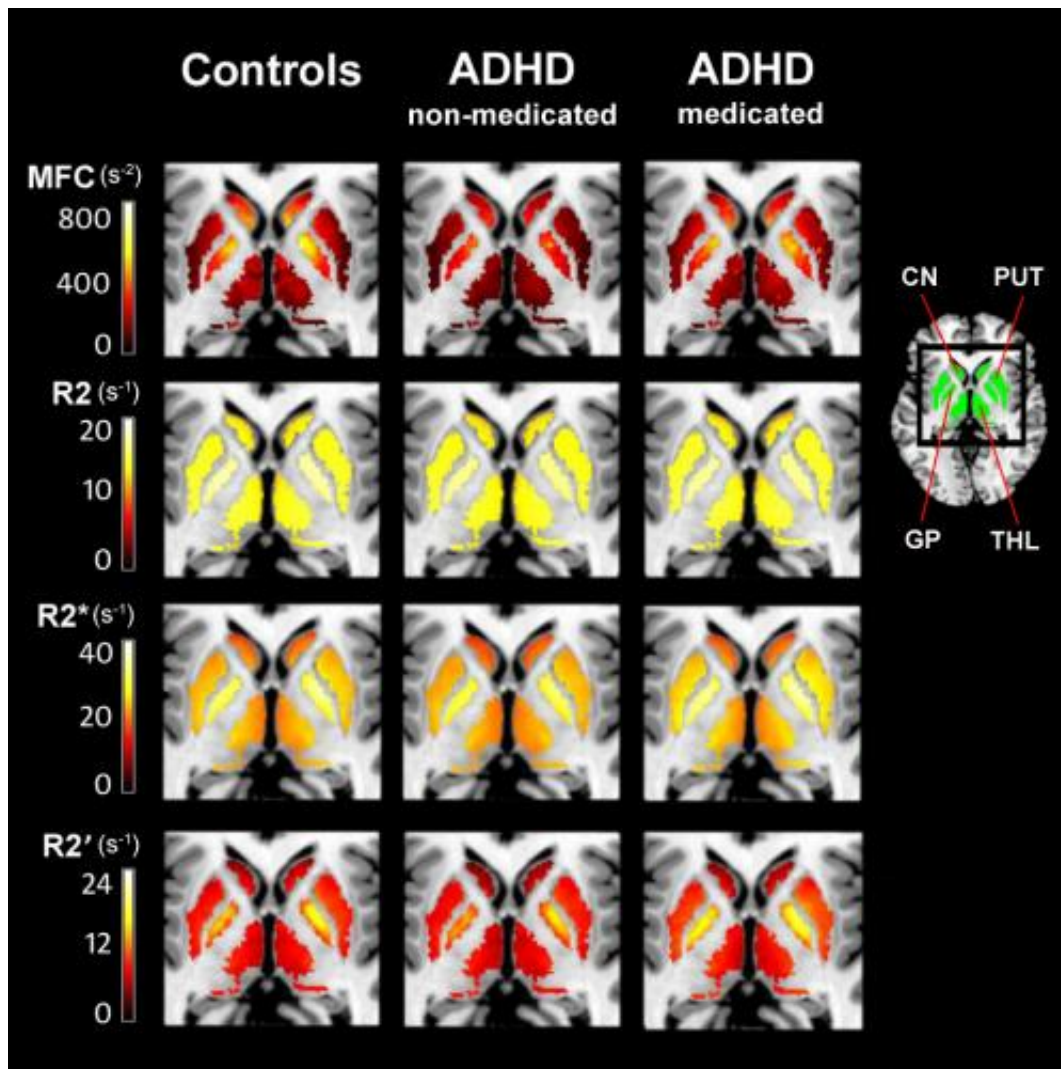 Controls ADHD ADHD
non-medicated medicated
MFC (s⁻²)
800
400
0
CN PUT
R2 (s⁻¹)
20
10
0
GP THL
R2* (s⁻¹)
40
20
0
R2′ (s⁻¹)
24
12
0